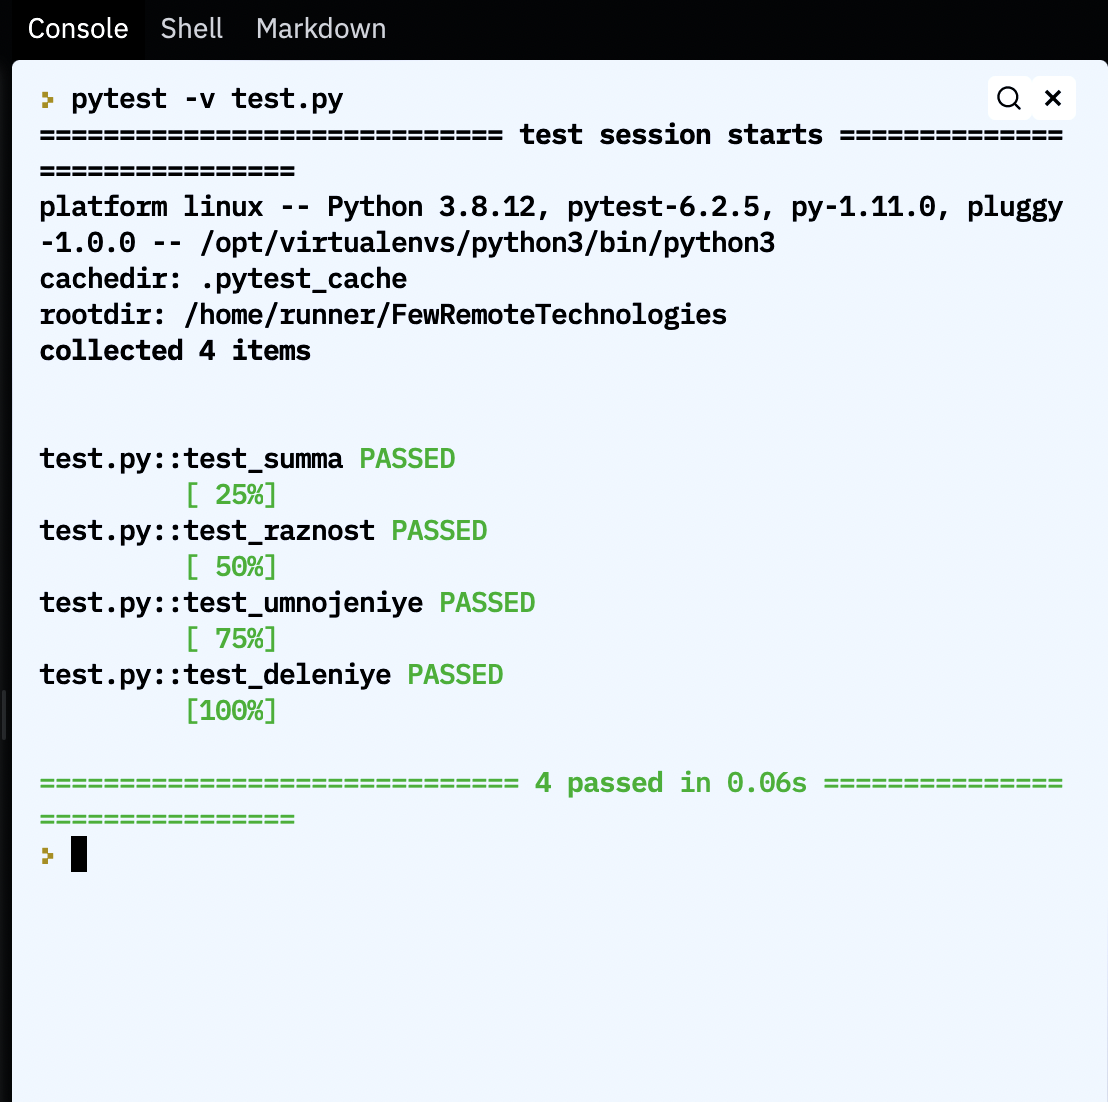 Console Shell Markdown
> pytest -v test.py
============================= test session starts ==============
================
platform linux -- Python 3.8.12, pytest-6.2.5, py-1.11.0, pluggy
-1.0.0 -- /opt/virtualenvs/python3/bin/python3
cachedir: .pytest_cache
rootdir: /home/runner/FewRemoteTechnologies
collected 4 items
test.py::test_summa PASSED
[ 25%]
test.py::test_raznost PASSED
[ 50%]
test.py::test_umnojeniye PASSED
[ 75%]
test.py::test_deleniye PASSED
[100%]
============================== 4 passed in 0.06s ===============
================
>